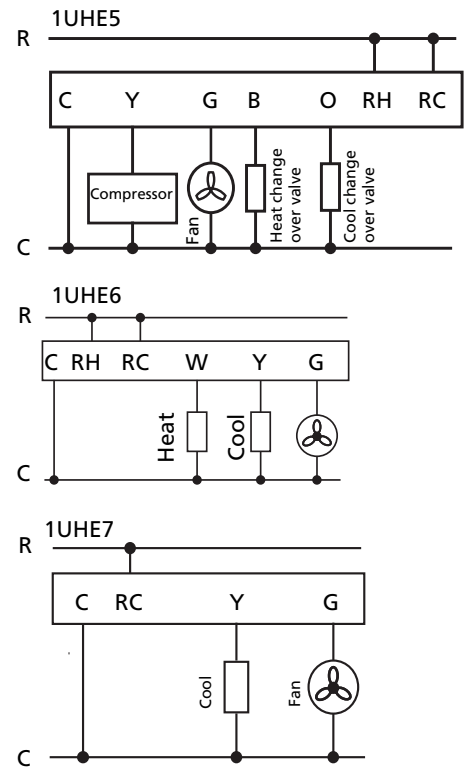 1UHE5
R
C Y G B O RH RC
Compressor
Fan
Heat change
over valve
Cool change
over valve
C
1UHE6
R
C RH RC W Y G
Heat
Cool
C
1UHE7
R
C RC Y G
Cool
Fan
C